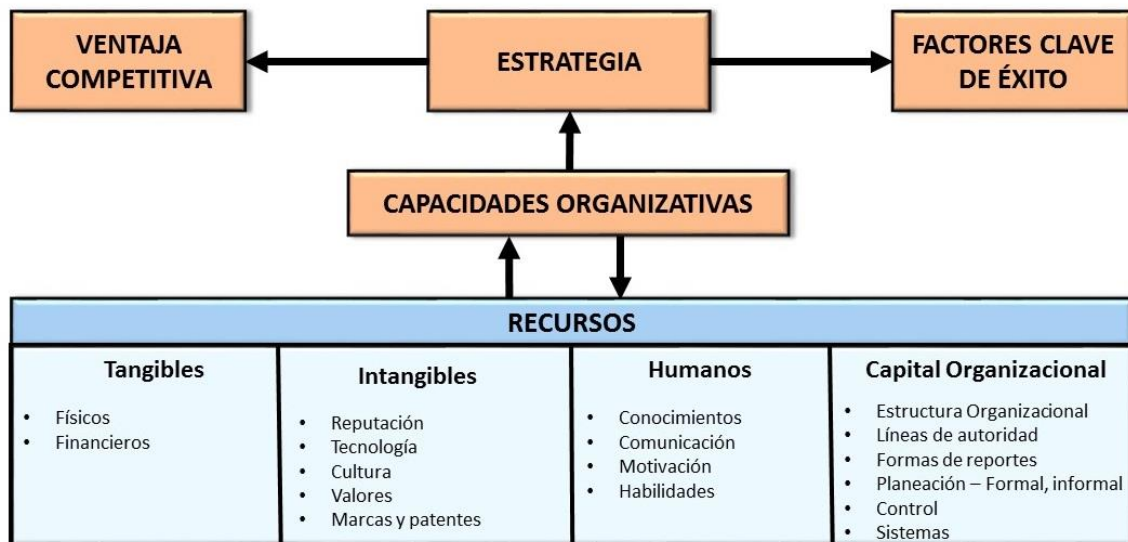 VENTAJA
COMPETITIVA
ESTRATEGIA
FACTORES CLAVE
DE ÉXITO
CAPACIDADES ORGANIZATIVAS
RECURSOS
Tangibles
• Físicos
• Financieros
Intangibles
• Reputación
• Tecnología
• Cultura
• Valores
• Marcas y patentes
Humanos
• Conocimientos
• Comunicación
• Motivación
• Habilidades
Capital Organizacional
• Estructura Organizacional
• Líneas de autoridad
• Formas de reportes
• Planeación – Formal, informal
• Control
• Sistemas